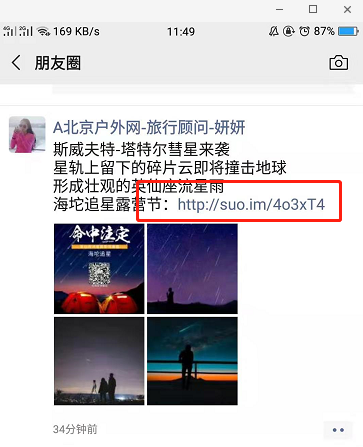 169 KB/s
11:49
87%
朋友圈
A北京户外网-旅行顾问-妍妍
斯威夫特-塔特尔彗星来袭
星轨上留下的碎片云即将撞击地球
形成壮观的英仙座流星雨
海坨追星露营节：http://suo.im/4o3xT4
命中注定
海坨追星
34分钟前